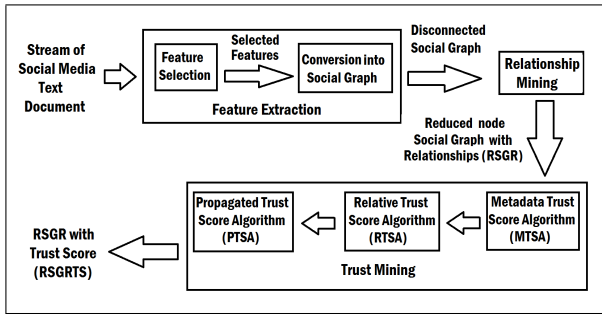 Stream of
Social Media
Text
Document
Feature
Selection
Selected
Features
Conversion into
Social Graph
Feature Extraction
Disconnected
Social Graph
Relationship
Mining
Reduced node
Social Graph with
Relationships (RSGR)
Metadata Trust
Score Algorithm
(MTSA)
Relative Trust
Score Algorithm
(RTSA)
Propagated Trust
Score Algorithm
(PTSA)
Trust Mining
RSGR with
Trust Score
(RSGRTS)